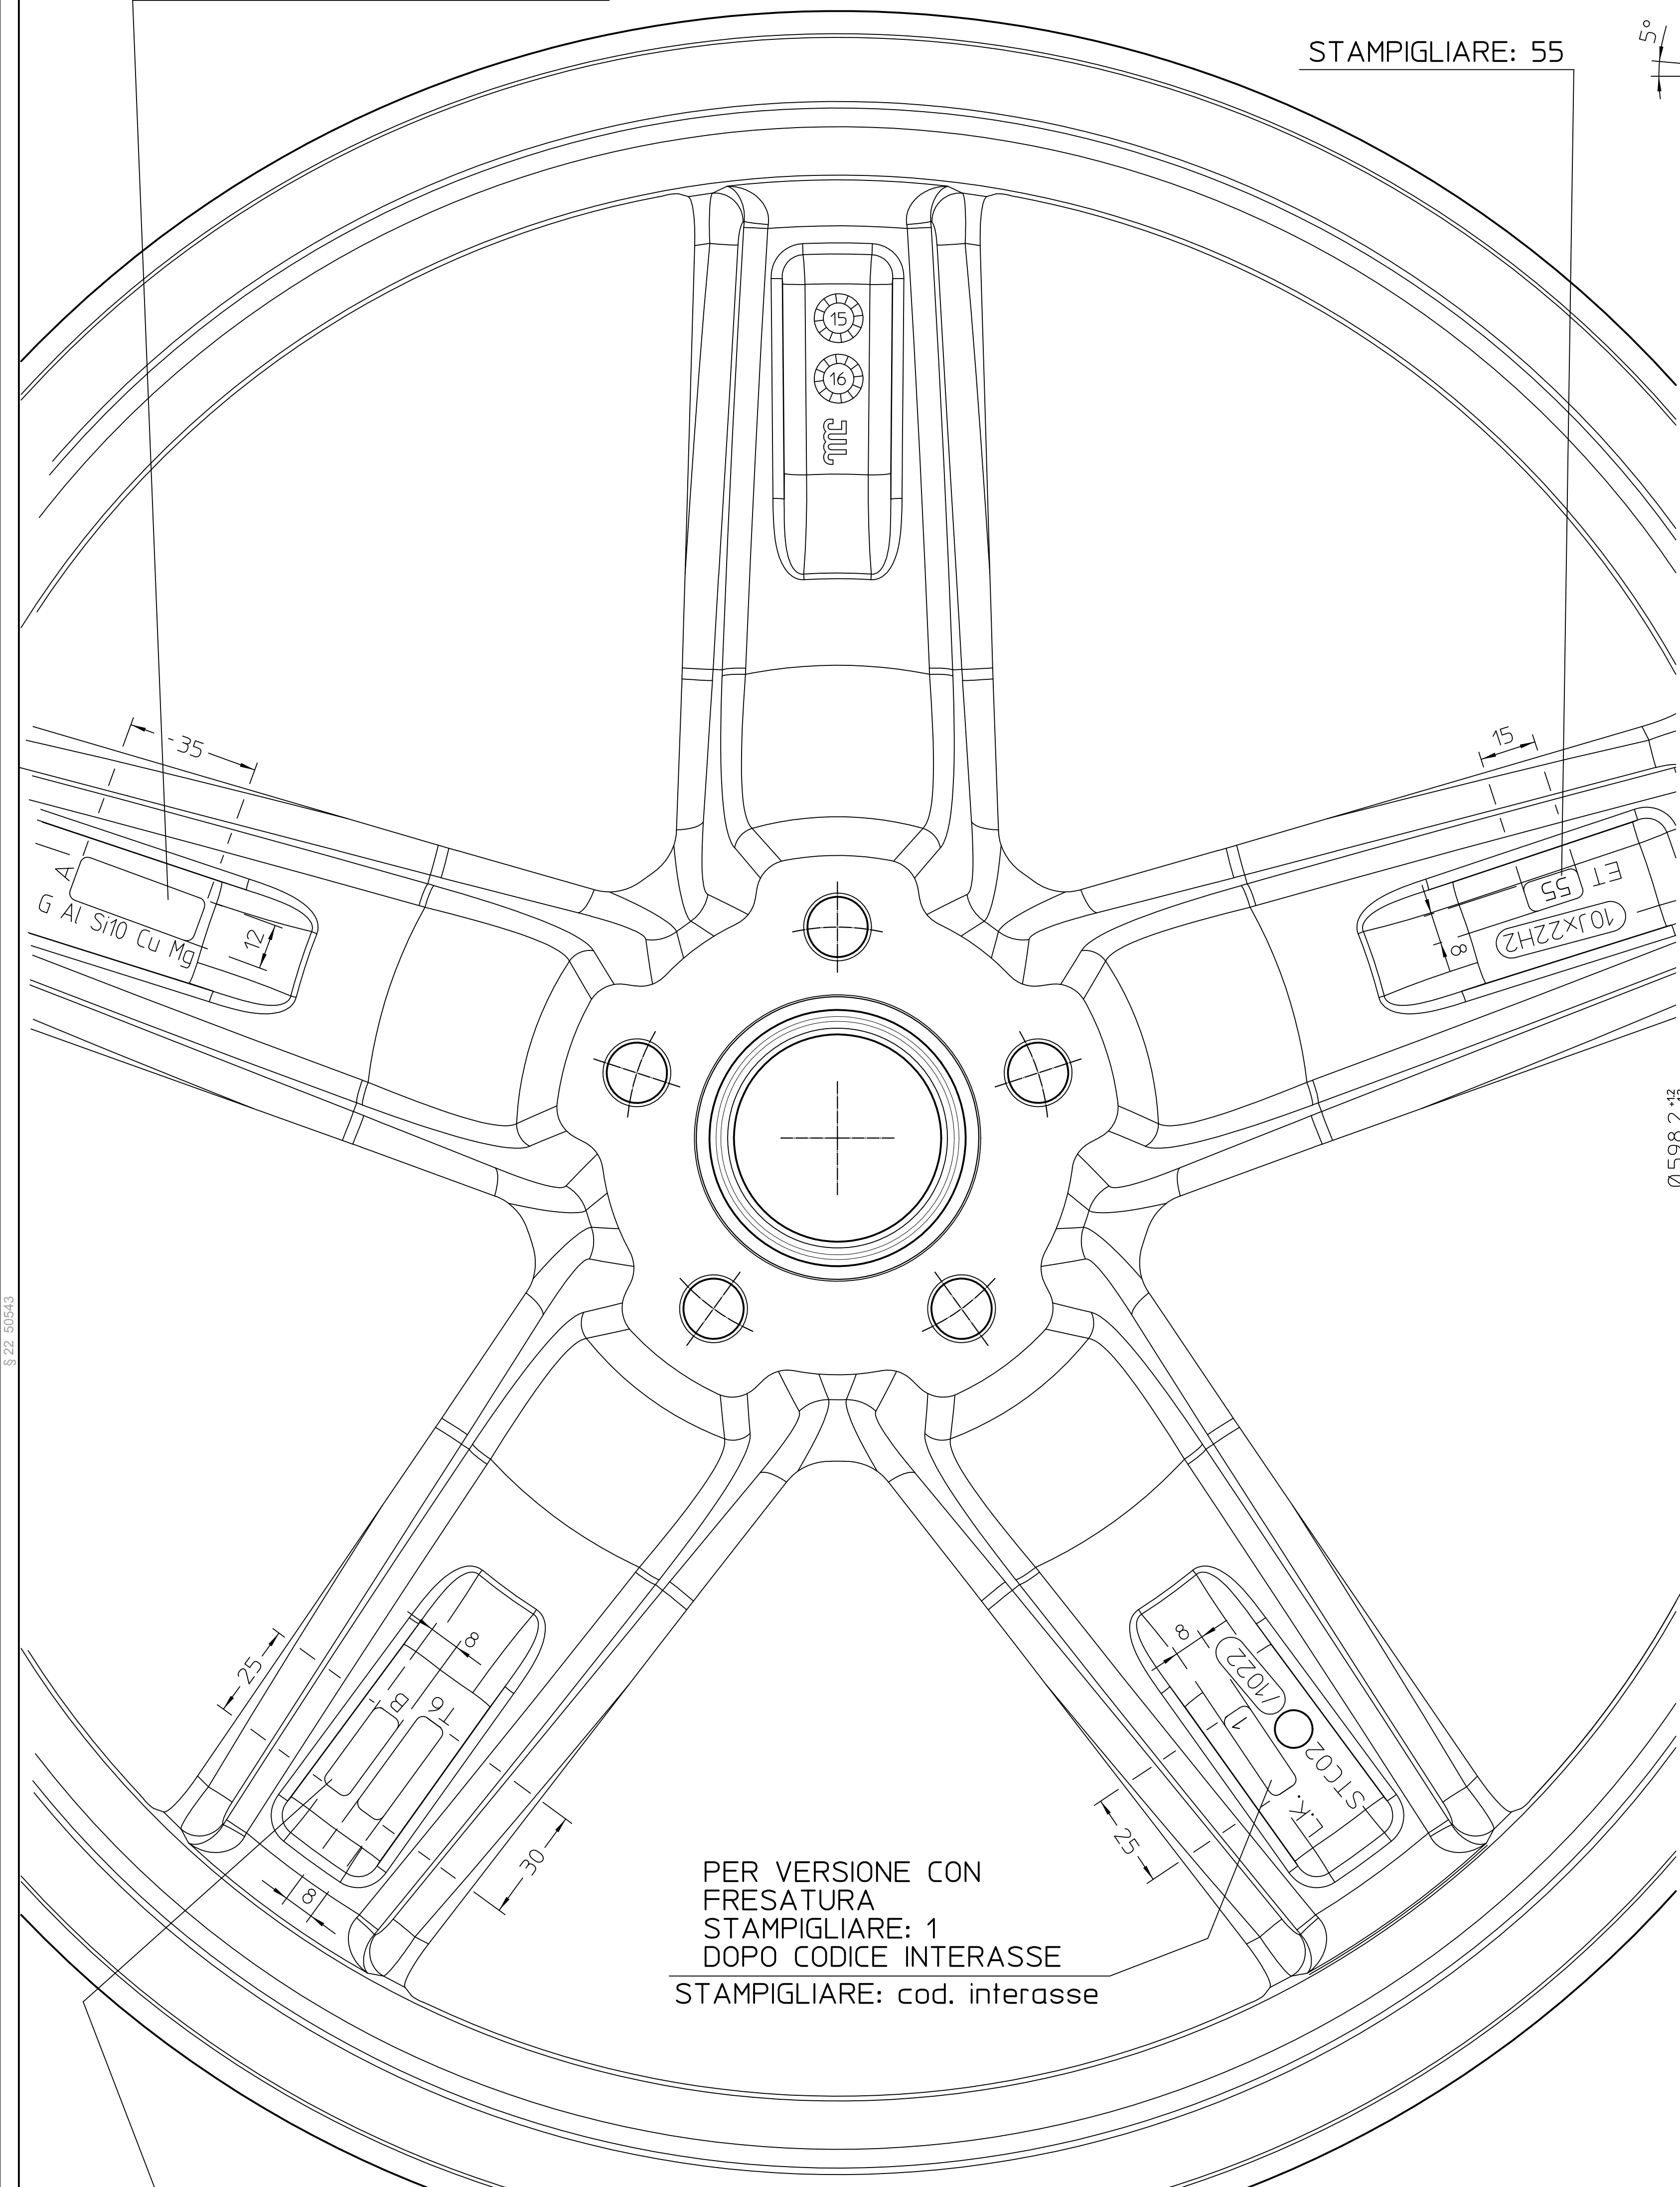 STAMPIGLIARE: 55
5°
15
16
JWL
35
15
A
G Al Si10 Cu Mg
12
ET
55
10Jx22H2
8
Ø 598.2
§ 22 50543
25
8
B
T6
30
8
8
/1022
1
STC02
L.K.
25
PER VERSIONE CON
FRESATURA
STAMPIGLIARE: 1
DOPO CODICE INTERASSE
STAMPIGLIARE: cod. interasse